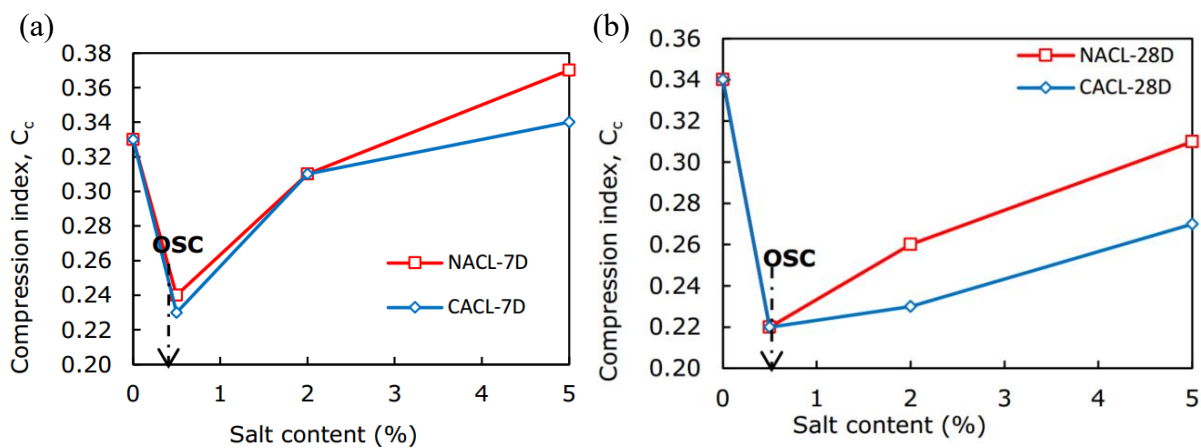 (a)
Compression index, Cc
0.38
0.36
0.34
0.32
0.30
0.28
0.26
0.24
0.22
0.20
OSC
NACL-7D
CACL-7D
0 1 2 3 4 5
Salt content (%)
(b)
Compression index, Cc
0.36
0.34
0.32
0.30
0.28
0.26
0.24
0.22
0.20
OSC
NACL-28D
CACL-28D
0 1 2 3 4 5
Salt content (%)